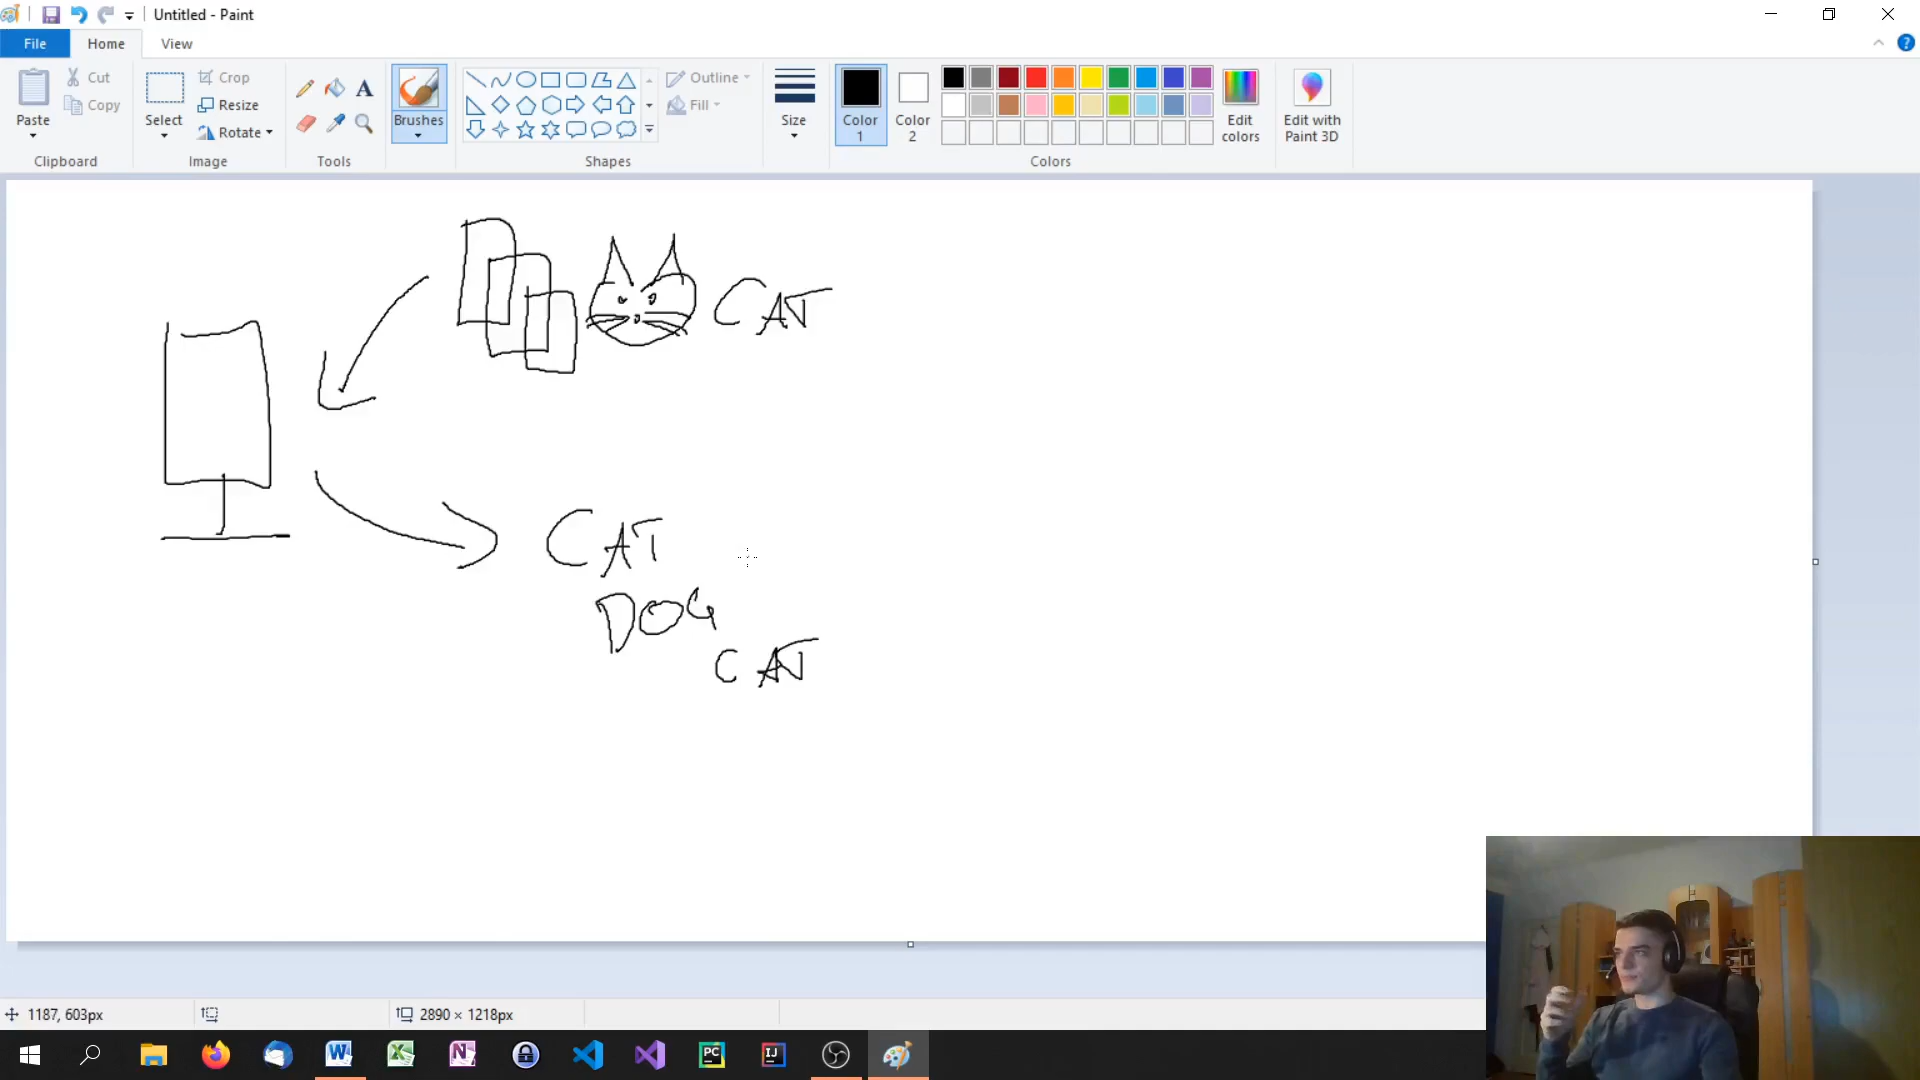 Untitled - Paint
File Home View
Cut
Copy
Paste
Clipboard
Crop
Resize
Rotate
Select
Image
A
Tools
Brushes
Outline
Fill
Shapes
Size
Color 1
Color 2
Edit colors
Colors
Edit with Paint 3D
CAT
CAT
DOG
CAT
1187, 603px
2890 × 1218px
W X N PC IJ